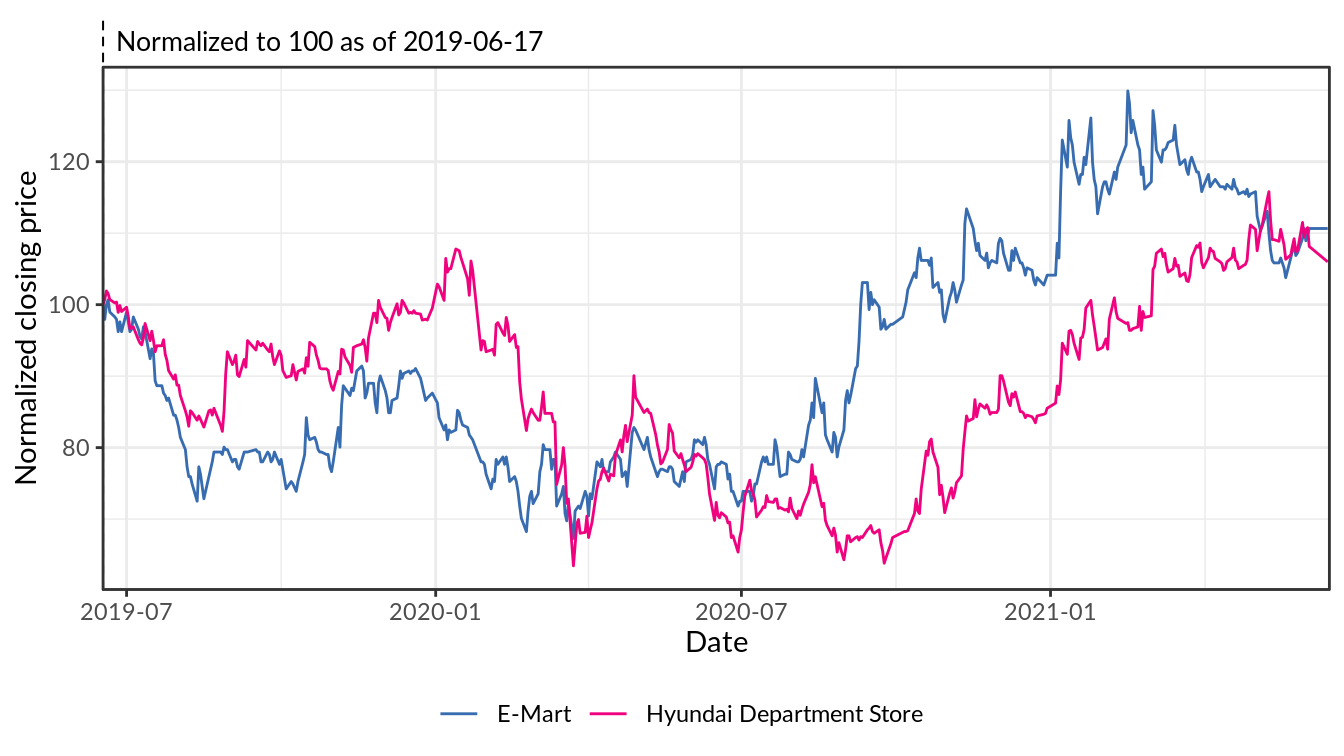 Normalized to 100 as of 2019-06-17
Normalized closing price
120
100
80
2019-07
2020-01
2020-07
2021-01
Date
E-Mart
Hyundai Department Store